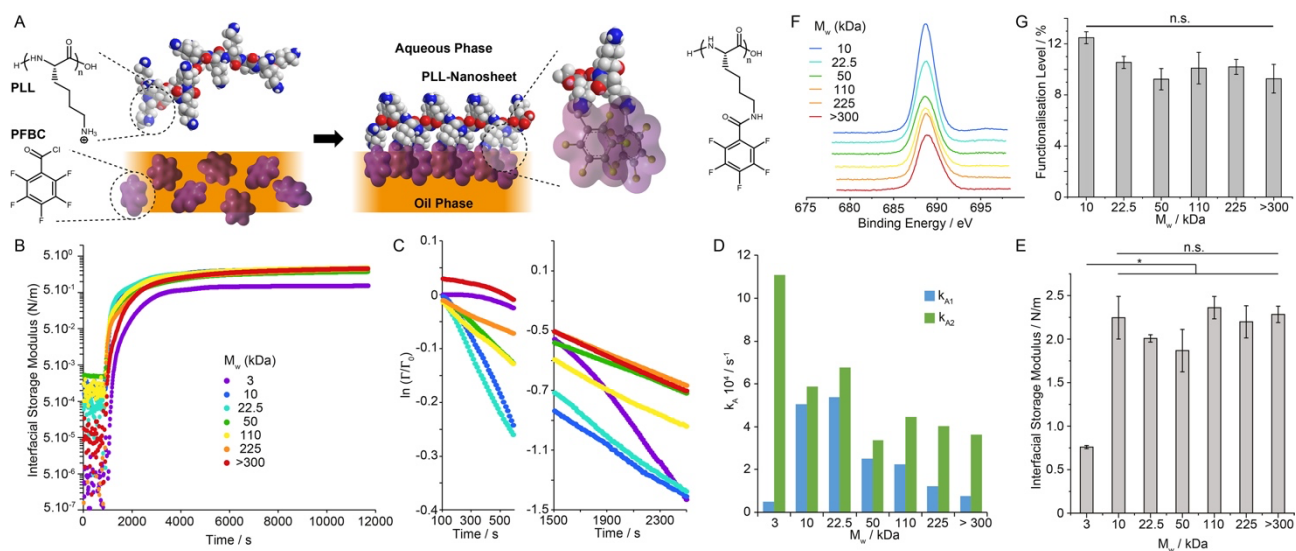 A
PLL
PFBC
H
N
H
O
n
OH
NH3
⊕
O
Cl
F
F
F
F
F
Aqueous Phase
PLL-Nanosheet
Oil Phase
H
N
H
O
n
OH
NH
O
F
F
F
F
F
B
Interfacial Storage Modulus (N/m)
5.10^0
5.10^-1
5.10^-2
5.10^-3
5.10^-4
5.10^-5
5.10^-6
5.10^-7
Mw (kDa)
3
10
22.5
50
110
225
>300
0 2000 4000 6000 8000 10000 12000
Time / s
C
ln (Γ/Γ0)
0.1
0
-0.1
-0.2
-0.3
-0.4
100 300 500
0.1
-0.5
-0.7
-1.1
-1.5
1500 1900 2300
Time / s
F
Mw (kDa)
10
22.5
50
110
225
>300
675 685 690 695
Binding Energy / eV
D
kA 10^4 / s^-1
12
10
8
6
4
2
0
kA1
kA2
3 10 22.5 50 110 225 > 300
Mw / kDa
G
n.s.
Functionalisation Level / %
12
9
6
3
0
10 22.5 50 110 225 >300
Mw / kDa
E
n.s.
*
Interfacial Storage Modulus / N/m
2.5
2.0
1.5
1.0
0.5
0.0
3 10 22.5 50 110 225 >300
Mw / kDa